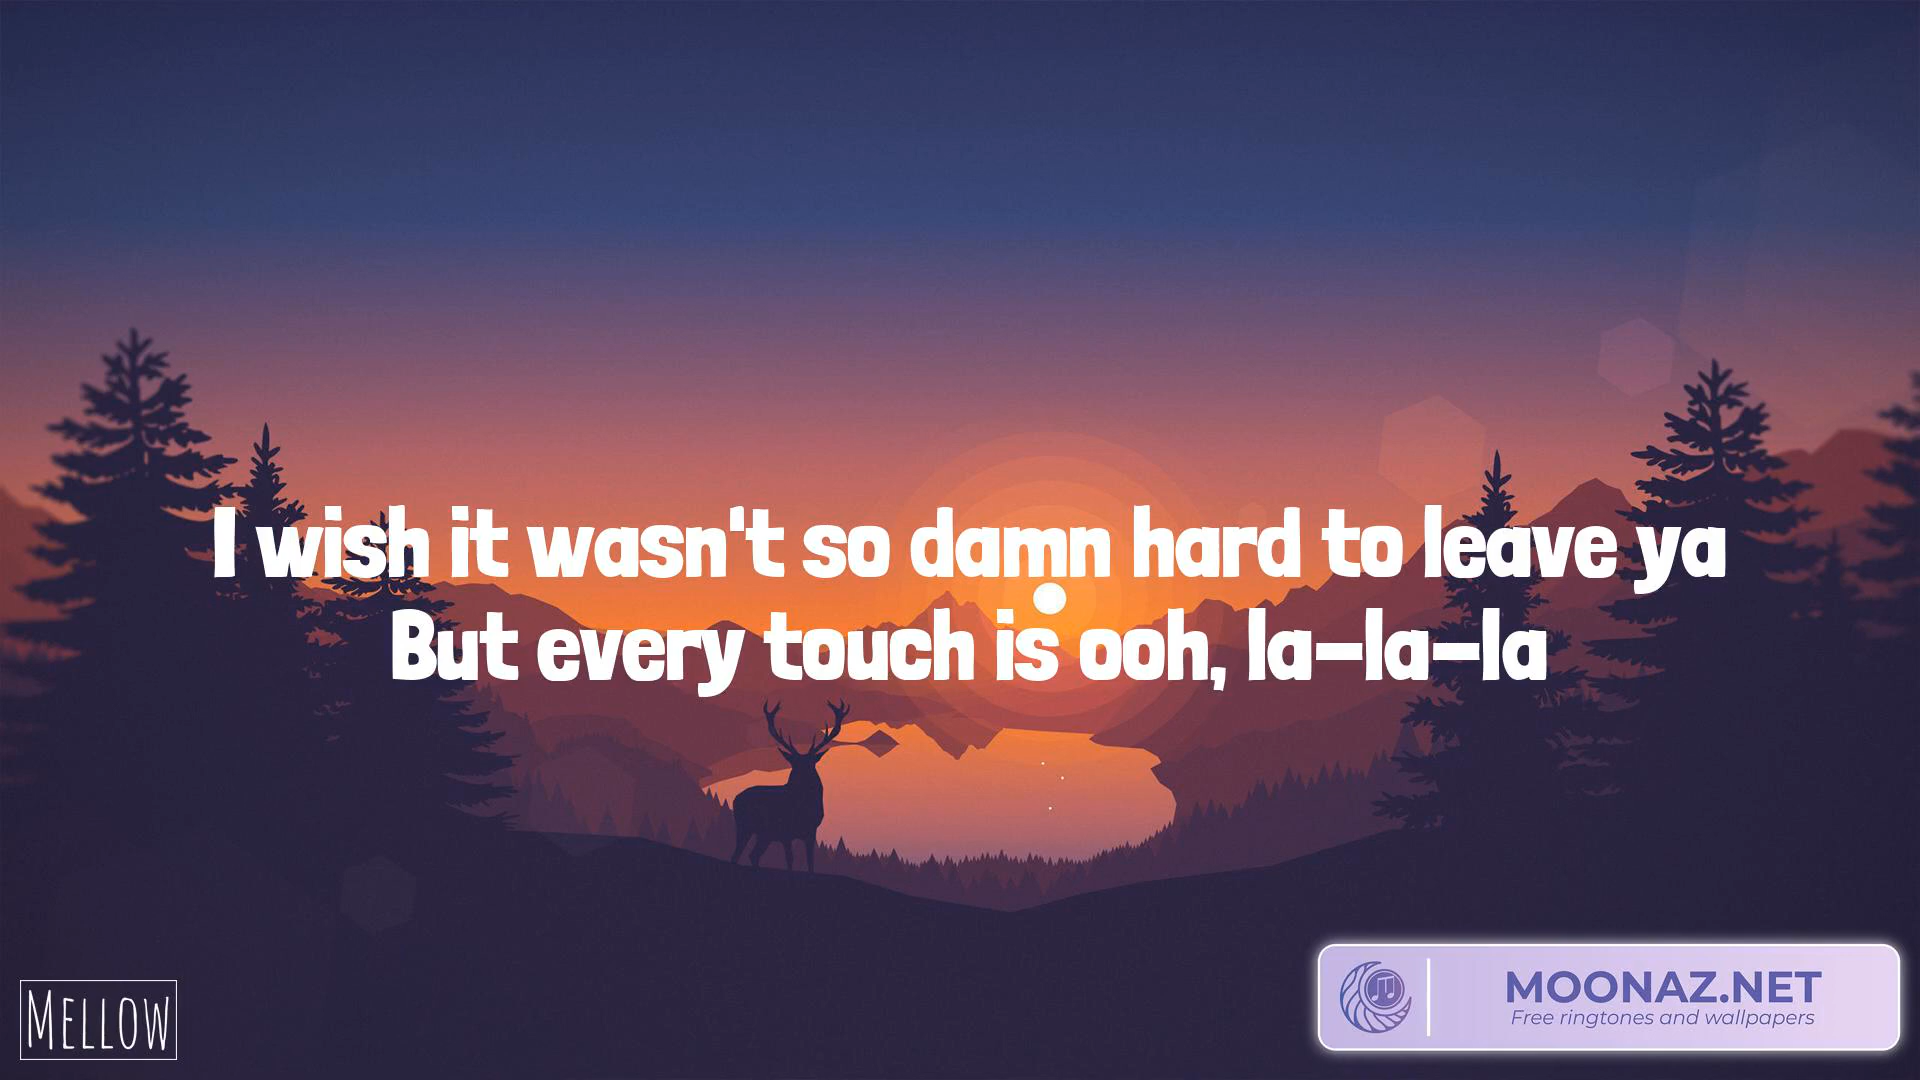 I wish it wasn't so damn hard to leave ya
But every touch is ooh, la-la-la
MELLOW
MOONAZ.NET
Free ringtones and wallpapers